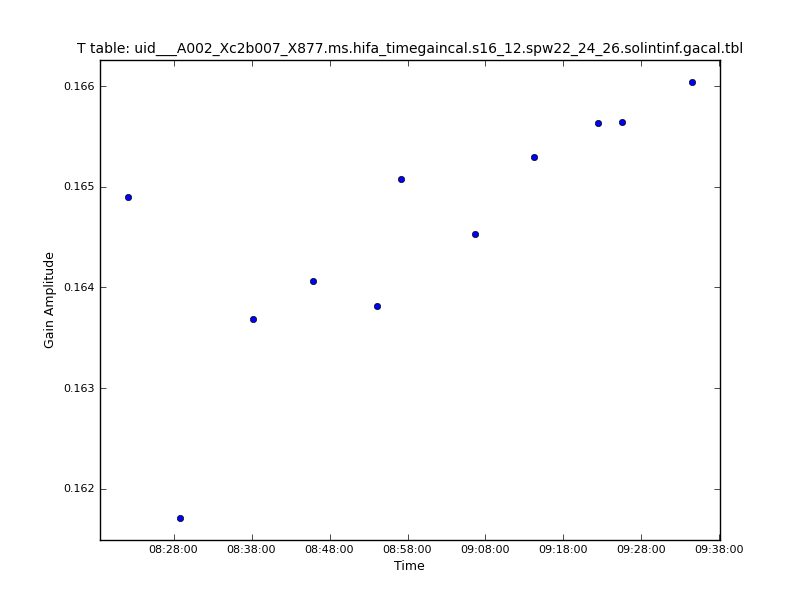 T table: uid___A002_Xc2b007_X877.ms.hifa_timegaincal.s16_12.spw22_24_26.solintinf.gacal.tbl
0.166
0.165
0.164
0.163
0.162
Gain Amplitude
08:28:00 08:38:00 08:48:00 08:58:00 09:08:00 09:18:00 09:28:00 09:38:00
Time